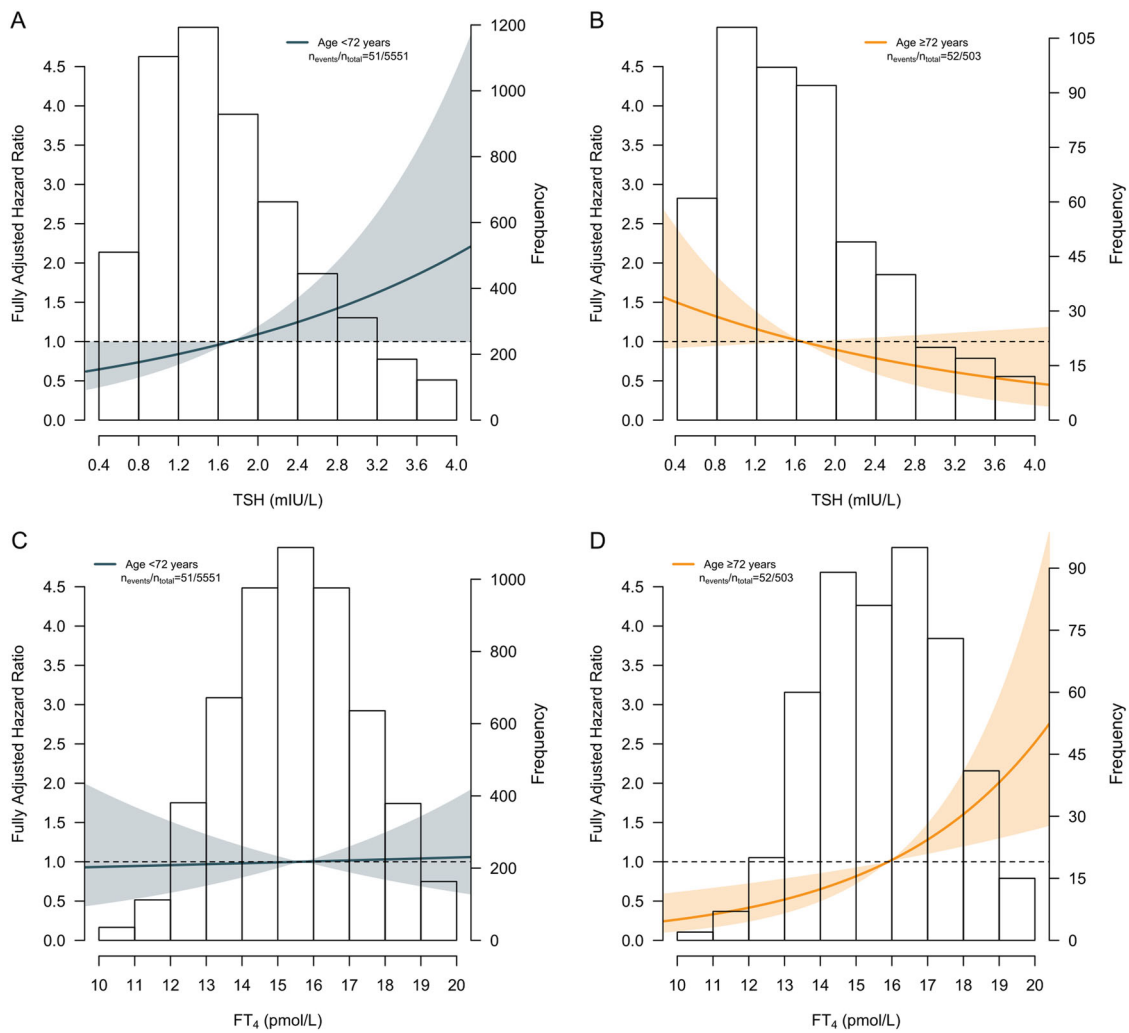 A
Age <72 years
nevents/ntotal=51/5551
Fully Adjusted Hazard Ratio
4.5
4.0
3.5
3.0
2.5
2.0
1.5
1.0
0.5
0.0
1200
1000
800
600
400
200
0
Frequency
0.4 0.8 1.2 1.6 2.0 2.4 2.8 3.2 3.6 4.0
TSH (mIU/L)
B
Age ≥72 years
nevents/ntotal=52/503
Fully Adjusted Hazard Ratio
4.5
4.0
3.5
3.0
2.5
2.0
1.5
1.0
0.5
0.0
105
90
75
60
45
30
15
0
Frequency
0.4 0.8 1.2 1.6 2.0 2.4 2.8 3.2 3.6 4.0
TSH (mIU/L)
C
Age <72 years
nevents/ntotal=51/5551
Fully Adjusted Hazard Ratio
4.5
4.0
3.5
3.0
2.5
2.0
1.5
1.0
0.5
0.0
1000
800
600
400
200
0
Frequency
10 11 12 13 14 15 16 17 18 19 20
FT4 (pmol/L)
D
Age ≥72 years
nevents/ntotal=52/503
Fully Adjusted Hazard Ratio
4.5
4.0
3.5
3.0
2.5
2.0
1.5
1.0
0.5
0.0
90
75
60
45
30
15
0
Frequency
10 11 12 13 14 15 16 17 18 19 20
FT4 (pmol/L)